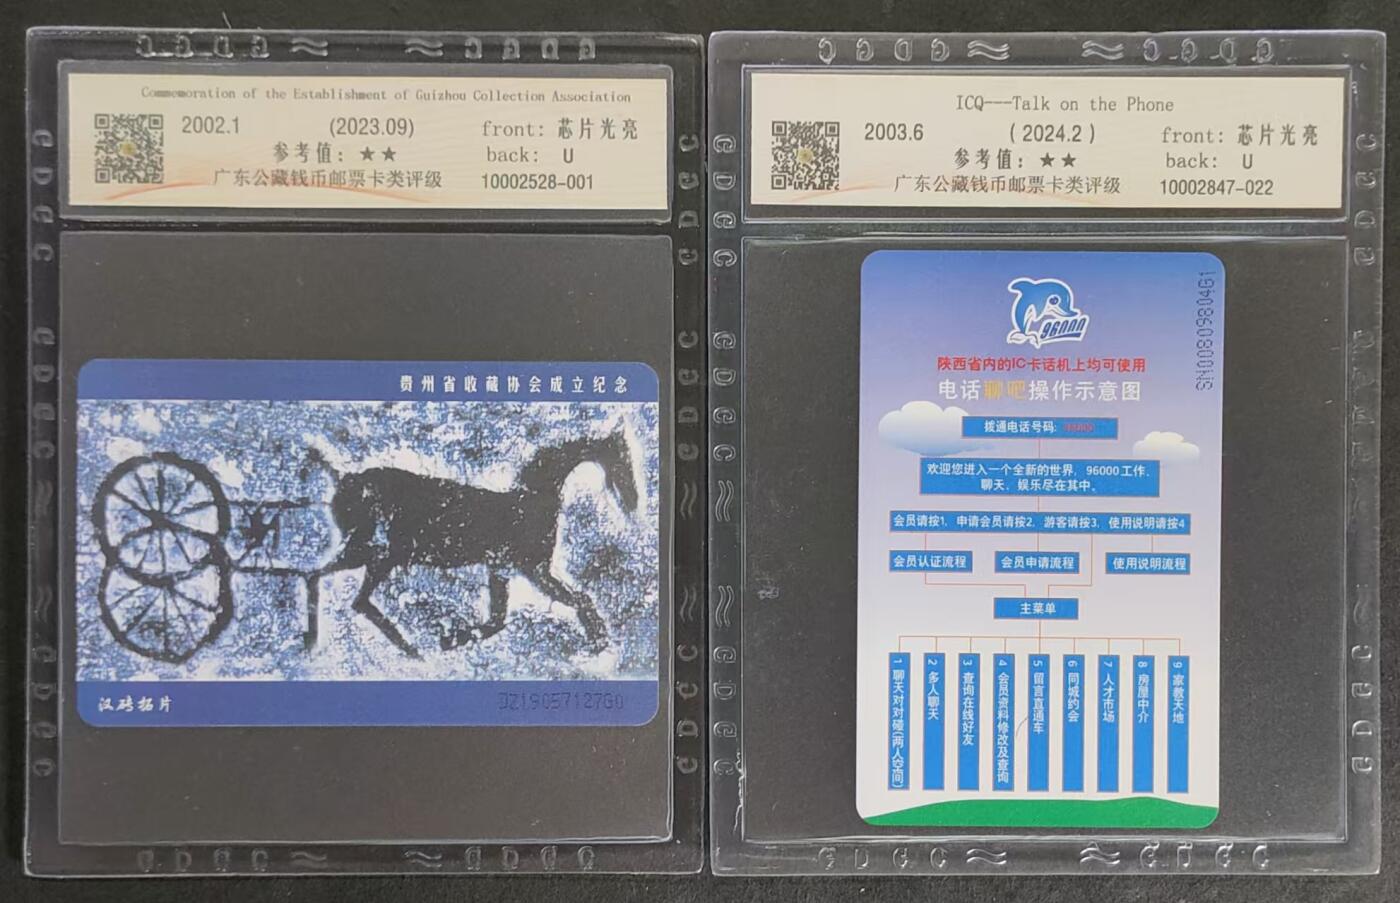 Commemoration of the Establishment of Guizhou Collection Association
2002.1 (2023.09) front: 芯片光亮
参考值: ★★ back: U
广东公藏钱币邮票卡类评级 10002528-001
贵州省收藏协会成立纪念
汉砖拓片
DZ19057127G0
ICQ---Talk on the Phone
2003.6 (2024.2) front: 芯片光亮
参考值: ★★ back: U
广东公藏钱币邮票卡类评级 10002847-022
96000
SN00809804G1
陕西省内的IC卡话机上均可使用
电话聊吧操作示意图
拨通电话号码: 96000
欢迎您进入一个全新的世界，96000工作、
聊天、娱乐尽在其中。
会员请按1，申请会员请按2，游客请按3，使用说明请按4
会员认证流程 会员申请流程 使用说明流程
主菜单
1 聊天对对碰(两人空间)
2 多人聊天
3 查询在线好友
4 会员资料修改及查询
5 留言直通车
6 同城约会
7 人才市场
8 房屋中介
9 家教天地